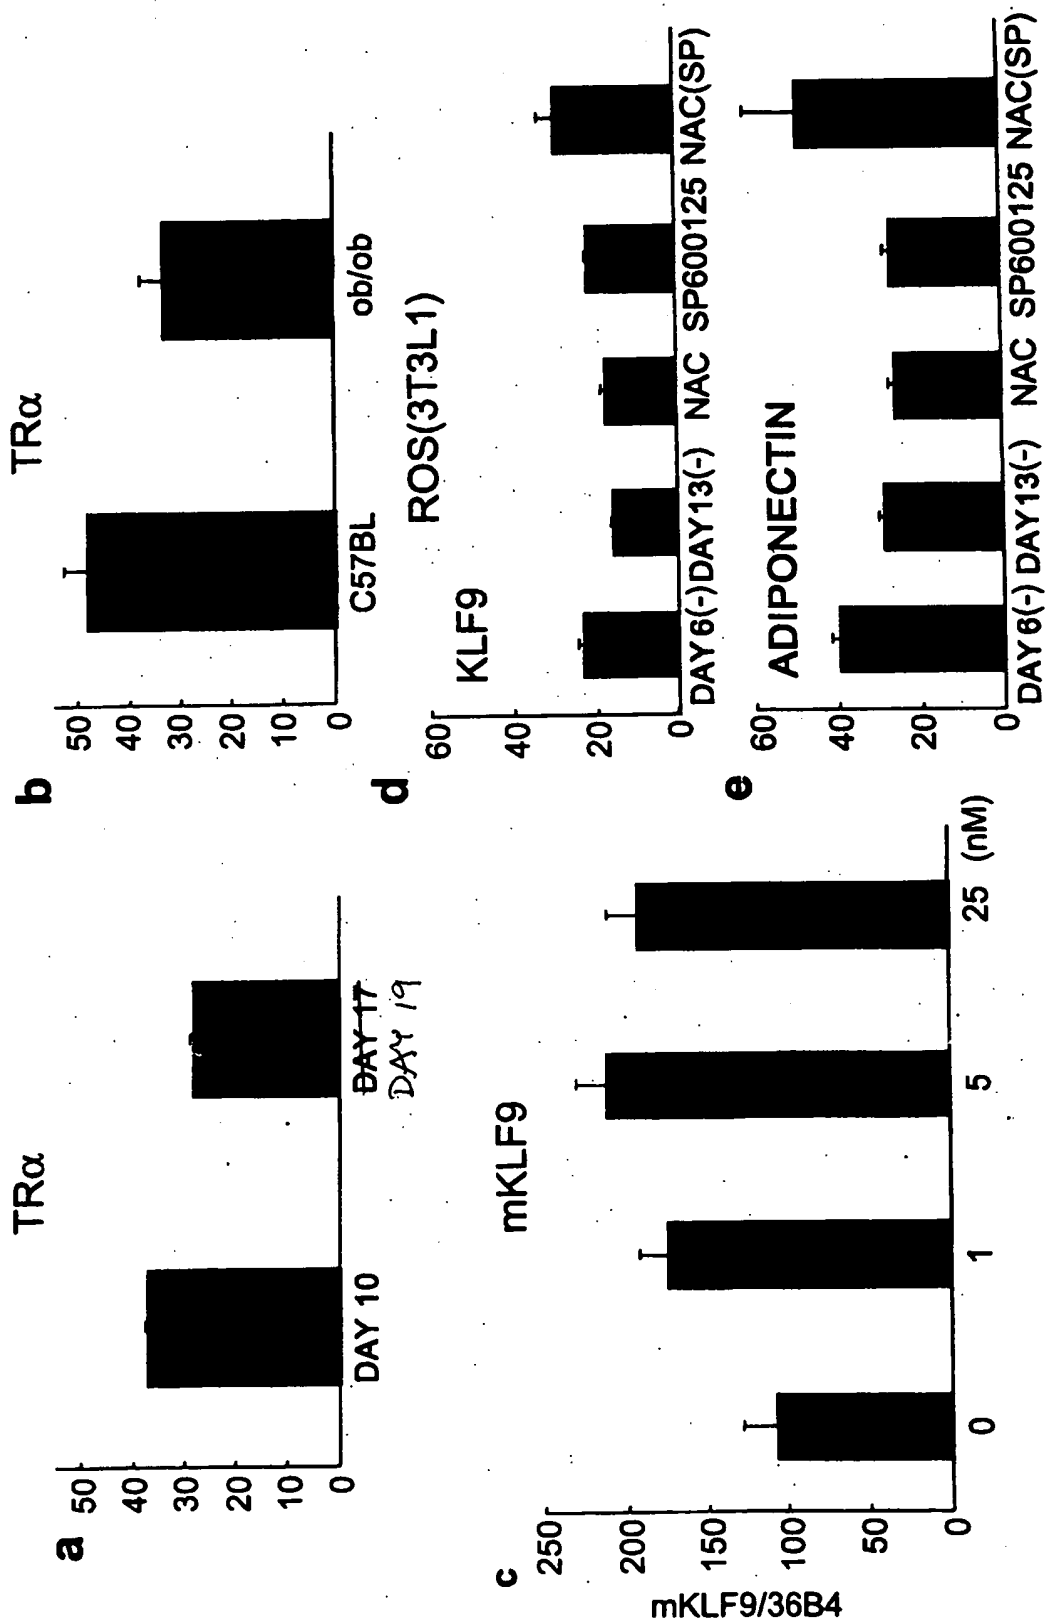 a
TRα
50
40
30
20
10
0
DAY 10
DAY 17
DAY 19
b
TRα
50
40
30
20
10
0
C57BL
ob/ob
c
mKLF9
mKLF9/36B4
250
200
150
100
50
0
0 1 5 25 (nM)
ROS(3T3L1)
d
KLF9
60
40
20
0
DAY6(-) DAY13(-) NAC SP600125 NAC(SP)
e
ADIPONECTIN
60
40
20
0
DAY6(-) DAY13(-) NAC SP600125 NAC(SP)